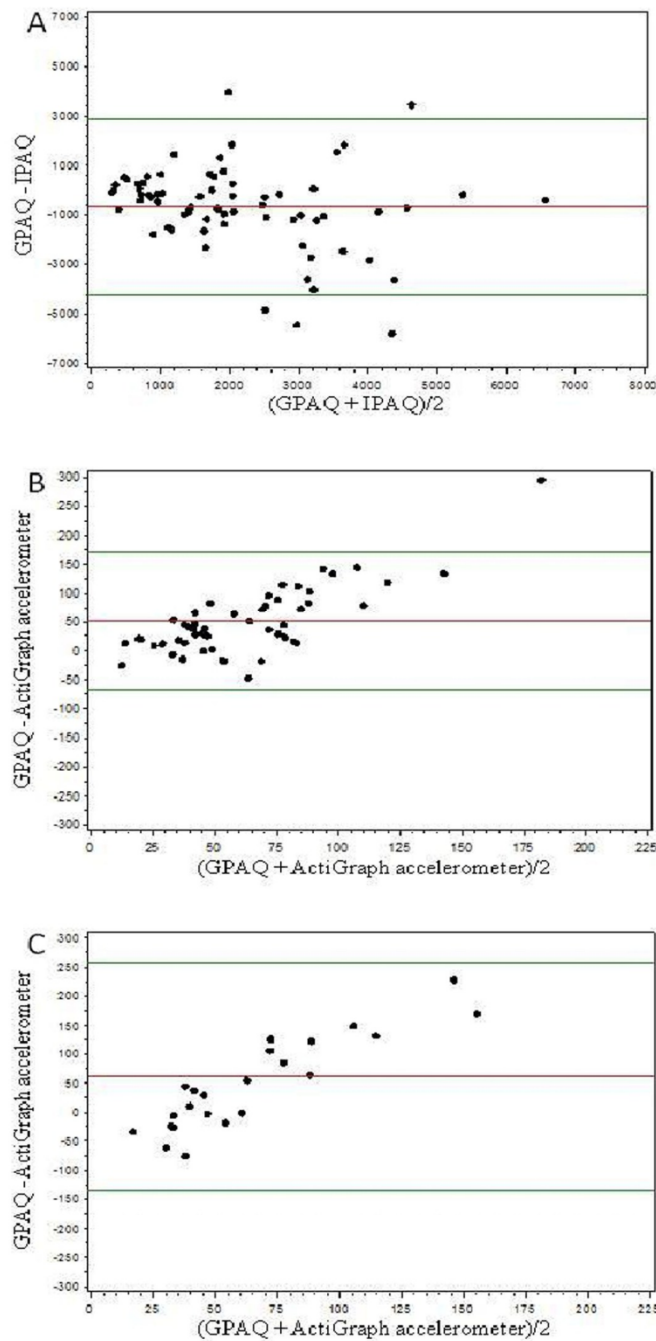 A
7000
5000
3000
1000
-1000
-3000
-5000
-7000
GPAQ - IPAQ
0 1000 2000 3000 4000 5000 6000 7000 8000
(GPAQ + IPAQ)/2
B
300
250
200
150
100
50
0
-50
-100
-150
-200
-250
-300
GPAQ - ActiGraph accelerometer
0 25 50 75 100 125 150 175 200 225
(GPAQ + ActiGraph accelerometer)/2
C
300
250
200
150
100
50
0
-50
-100
-150
-200
-250
-300
GPAQ - ActiGraph accelerometer
0 25 50 75 100 125 150 175 200 225
(GPAQ + ActiGraph accelerometer)/2